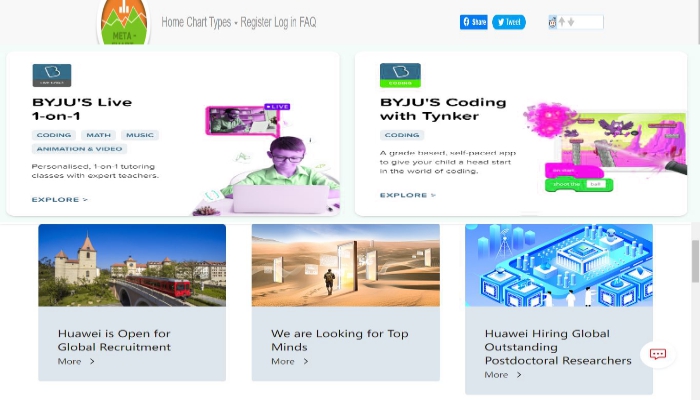 META -
Home Chart Types Register Log in FAQ
Share
Tweet
BYJU'S Live
1-on-1
CODING MATH MUSIC
ANIMATION & VIDEO
Personalised, 1-on-1 tutoring
classes with expert teachers.
EXPLORE >
LIVE
BYJU'S Coding
with Tynker
CODING
A grade based, self-paced app
to give your child a head start
in the world of coding.
EXPLORE >
shoot the
Huawei is Open for
Global Recruitment
More >
We are Looking for Top
Minds
More >
Huawei Hiring Global
Outstanding
Postdoctoral Researchers
More >